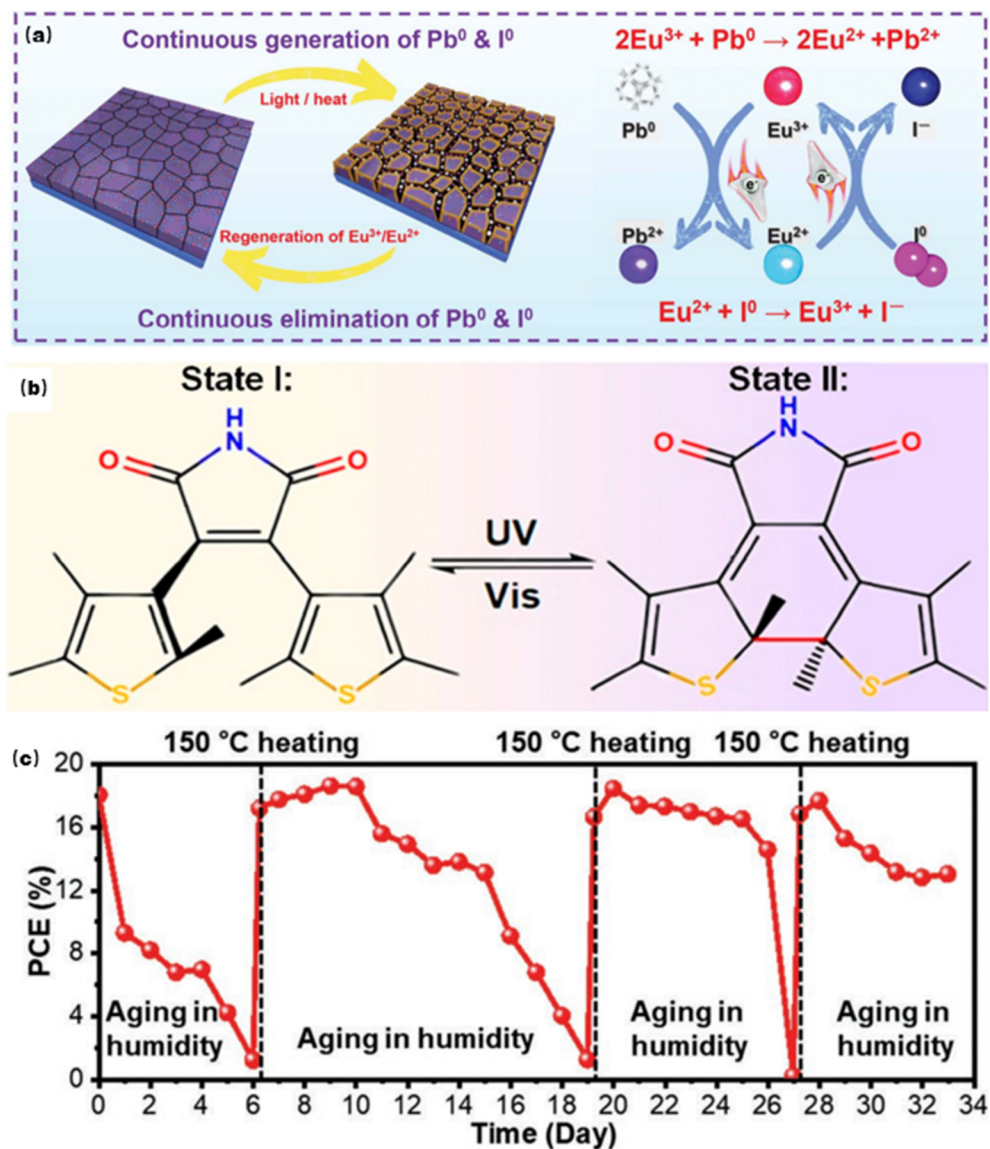 (a)
Continuous generation of Pb⁰ & I⁰
Light / heat
Regeneration of Eu³⁺/Eu²⁺
Continuous elimination of Pb⁰ & I⁰
2Eu³⁺ + Pb⁰ → 2Eu²⁺ +Pb²⁺
Pb⁰ Eu³⁺ I⁻
e⁻ e⁻
Pb²⁺ Eu²⁺ I⁰
Eu²⁺ + I⁰ → Eu³⁺ + I⁻
(b)
State I: State II:
H H
N N
O O O O
UV
Vis
S S S S
(c)
150 °C heating 150 °C heating 150 °C heating
PCE (%)
20
16
12
8
4
0
Aging in humidity
Aging in humidity
Aging in humidity
Aging in humidity
0 2 4 6 8 10 12 14 16 18 20 22 24 26 28 30 32 34
Time (Day)